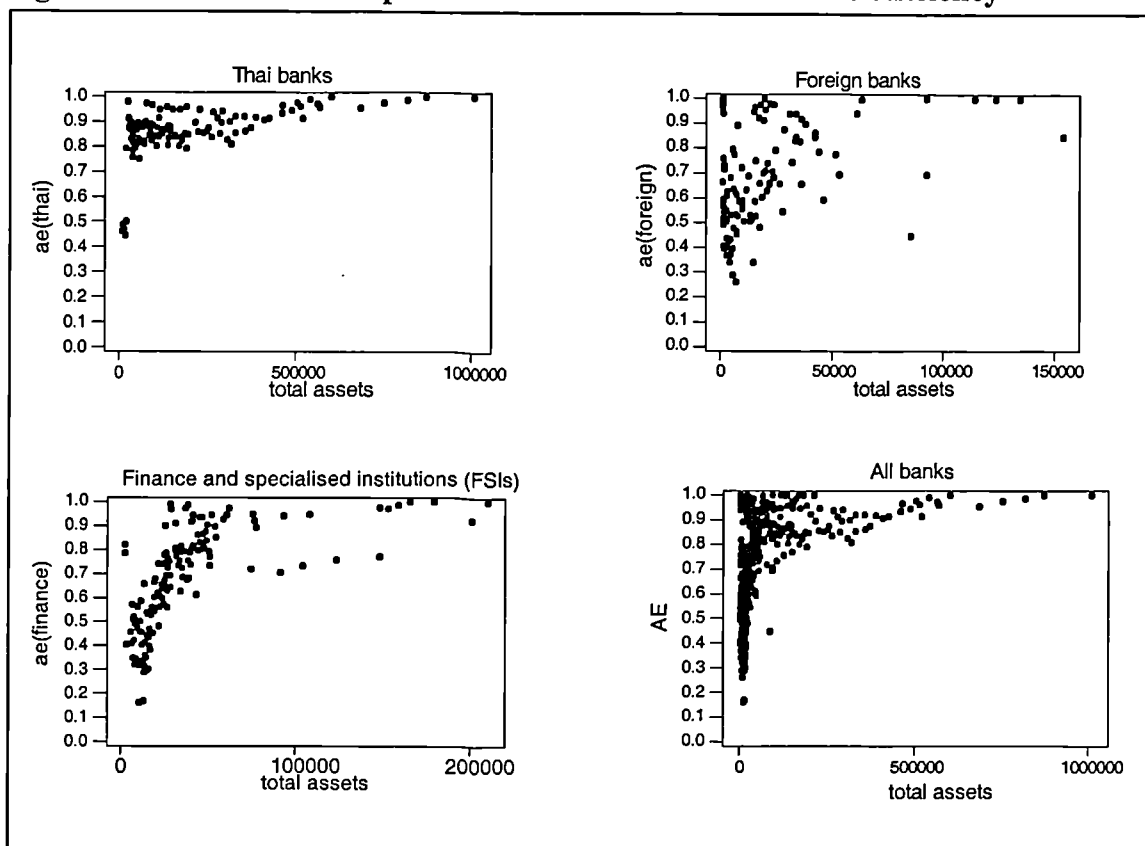 Thai banks
1.0
0.9
0.8
0.7
0.6
0.5
0.4
0.3
0.2
0.1
0.0
ae(thai)
0 500000 1000000
total assets
Foreign banks
1.0
0.9
0.8
0.7
0.6
0.5
0.4
0.3
0.2
0.1
0.0
ae(foreign)
0 50000 100000 150000
total assets
Finance and specialised institutions (FSIs)
1.0
0.9
0.8
0.7
0.6
0.5
0.4
0.3
0.2
0.1
0.0
ae(finance)
0 100000 200000
total assets
All banks
1.0
0.9
0.8
0.7
0.6
0.5
0.4
0.3
0.2
0.1
0.0
AE
0 500000 1000000
total assets